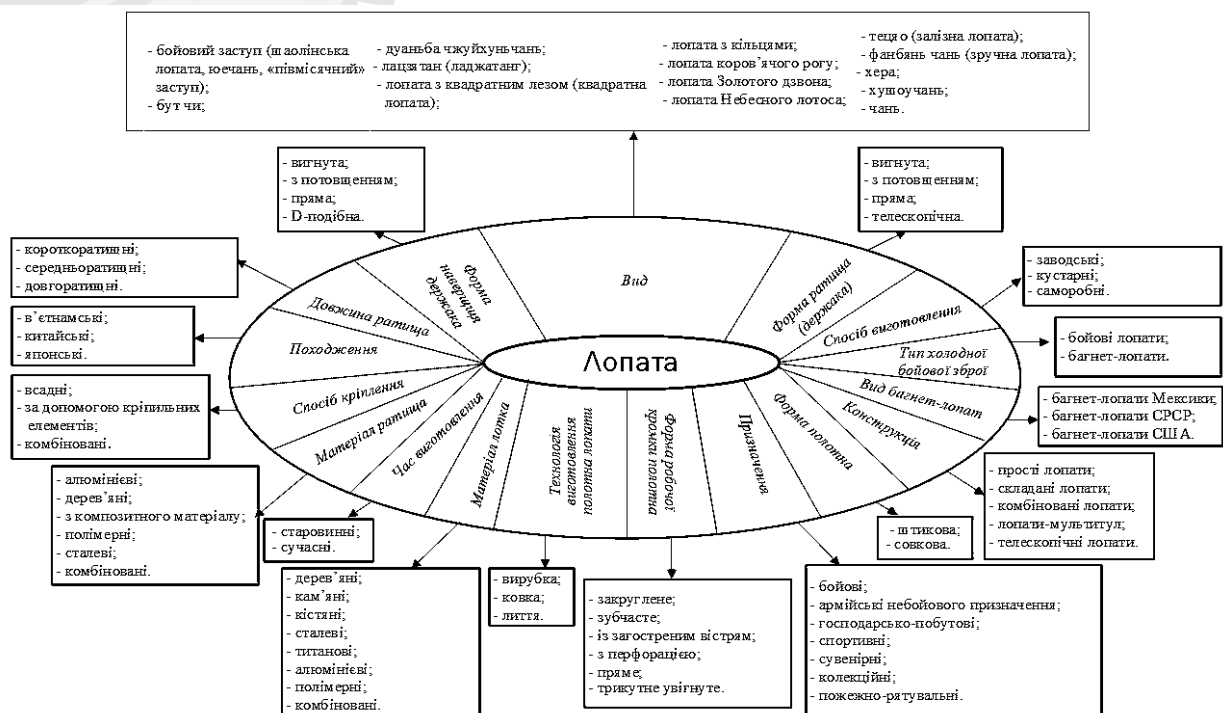 - бойовий заступ (шаолінська
лопата, юечань, «півмісячний»
заступ);
- бут чи;
- дуаньба чжуйхуньчань;
- лацзятан (ладжатанг);
- лопата з квадратним лезом (квадратна
лопата);
- лопата з кільцями;
- лопата коров’ячого рогу;
- лопата Золотого дзвона;
- лопата Небесного лотоса;
- тецяо (залізна лопата);
- фанбянь чань (зручна лопата);
- хера;
- хупоучань;
- чань.
- вигнута;
- з потовщенням;
- пряма;
- D-подібна.
- вигнута;
- з потовщенням;
- пряма;
- телескопічна.
- короткоратищні;
- середньоратищні;
- довгоратищні.
- заводські;
- кустарні;
- саморобні.
- в’єтнамські;
- китайські;
- японські.
- бойові лопати;
- багнет-лопати.
- всадні;
- за допомогою кріпильних
елементів;
- комбіновані.
- багнет-лопати Мексики;
- багнет-лопати СРСР;
- багнет-лопати США.
Форма
навершця
держака
Вид
Форма ратища
(держака)
Довжина ратища
Спосіб виготовлення
Походження
Лопата
Тип холодної
бойової зброї
Спосіб кріплення
Вид багнет-лопат
Матеріал ратища
Конструкція
Час виготовлення
Форма полотна
Матеріал лотка
Технологія
виготовлення
полотна лопати
Форма робочої
кромки полотна
Призначення
- алюмінієві;
- дерев’яні;
- з композитного матеріалу;
- полімерні;
- сталеві;
- комбіновані.
- старовинні;
- сучасні.
- штикова;
- совкова.
- прості лопати;
- складані лопати;
- комбіновані лопати;
- лопати-мультитул;
- телескопічні лопати.
- дерев’яні;
- кам’яні;
- кістяні;
- сталеві;
- титанові;
- алюмінієві;
- полімерні;
- комбіновані.
- вирубка;
- ковка;
- лиття.
- закруглене;
- зубчасте;
- із загостреним вістрям;
- з перфорацією;
- пряме;
- трикутне увігнуте.
- бойові;
- армійські небойового призначення;
- господарсько-побутові;
- спортивні;
- сувенірні;
- колекційні;
- пожежно-рятувальні.